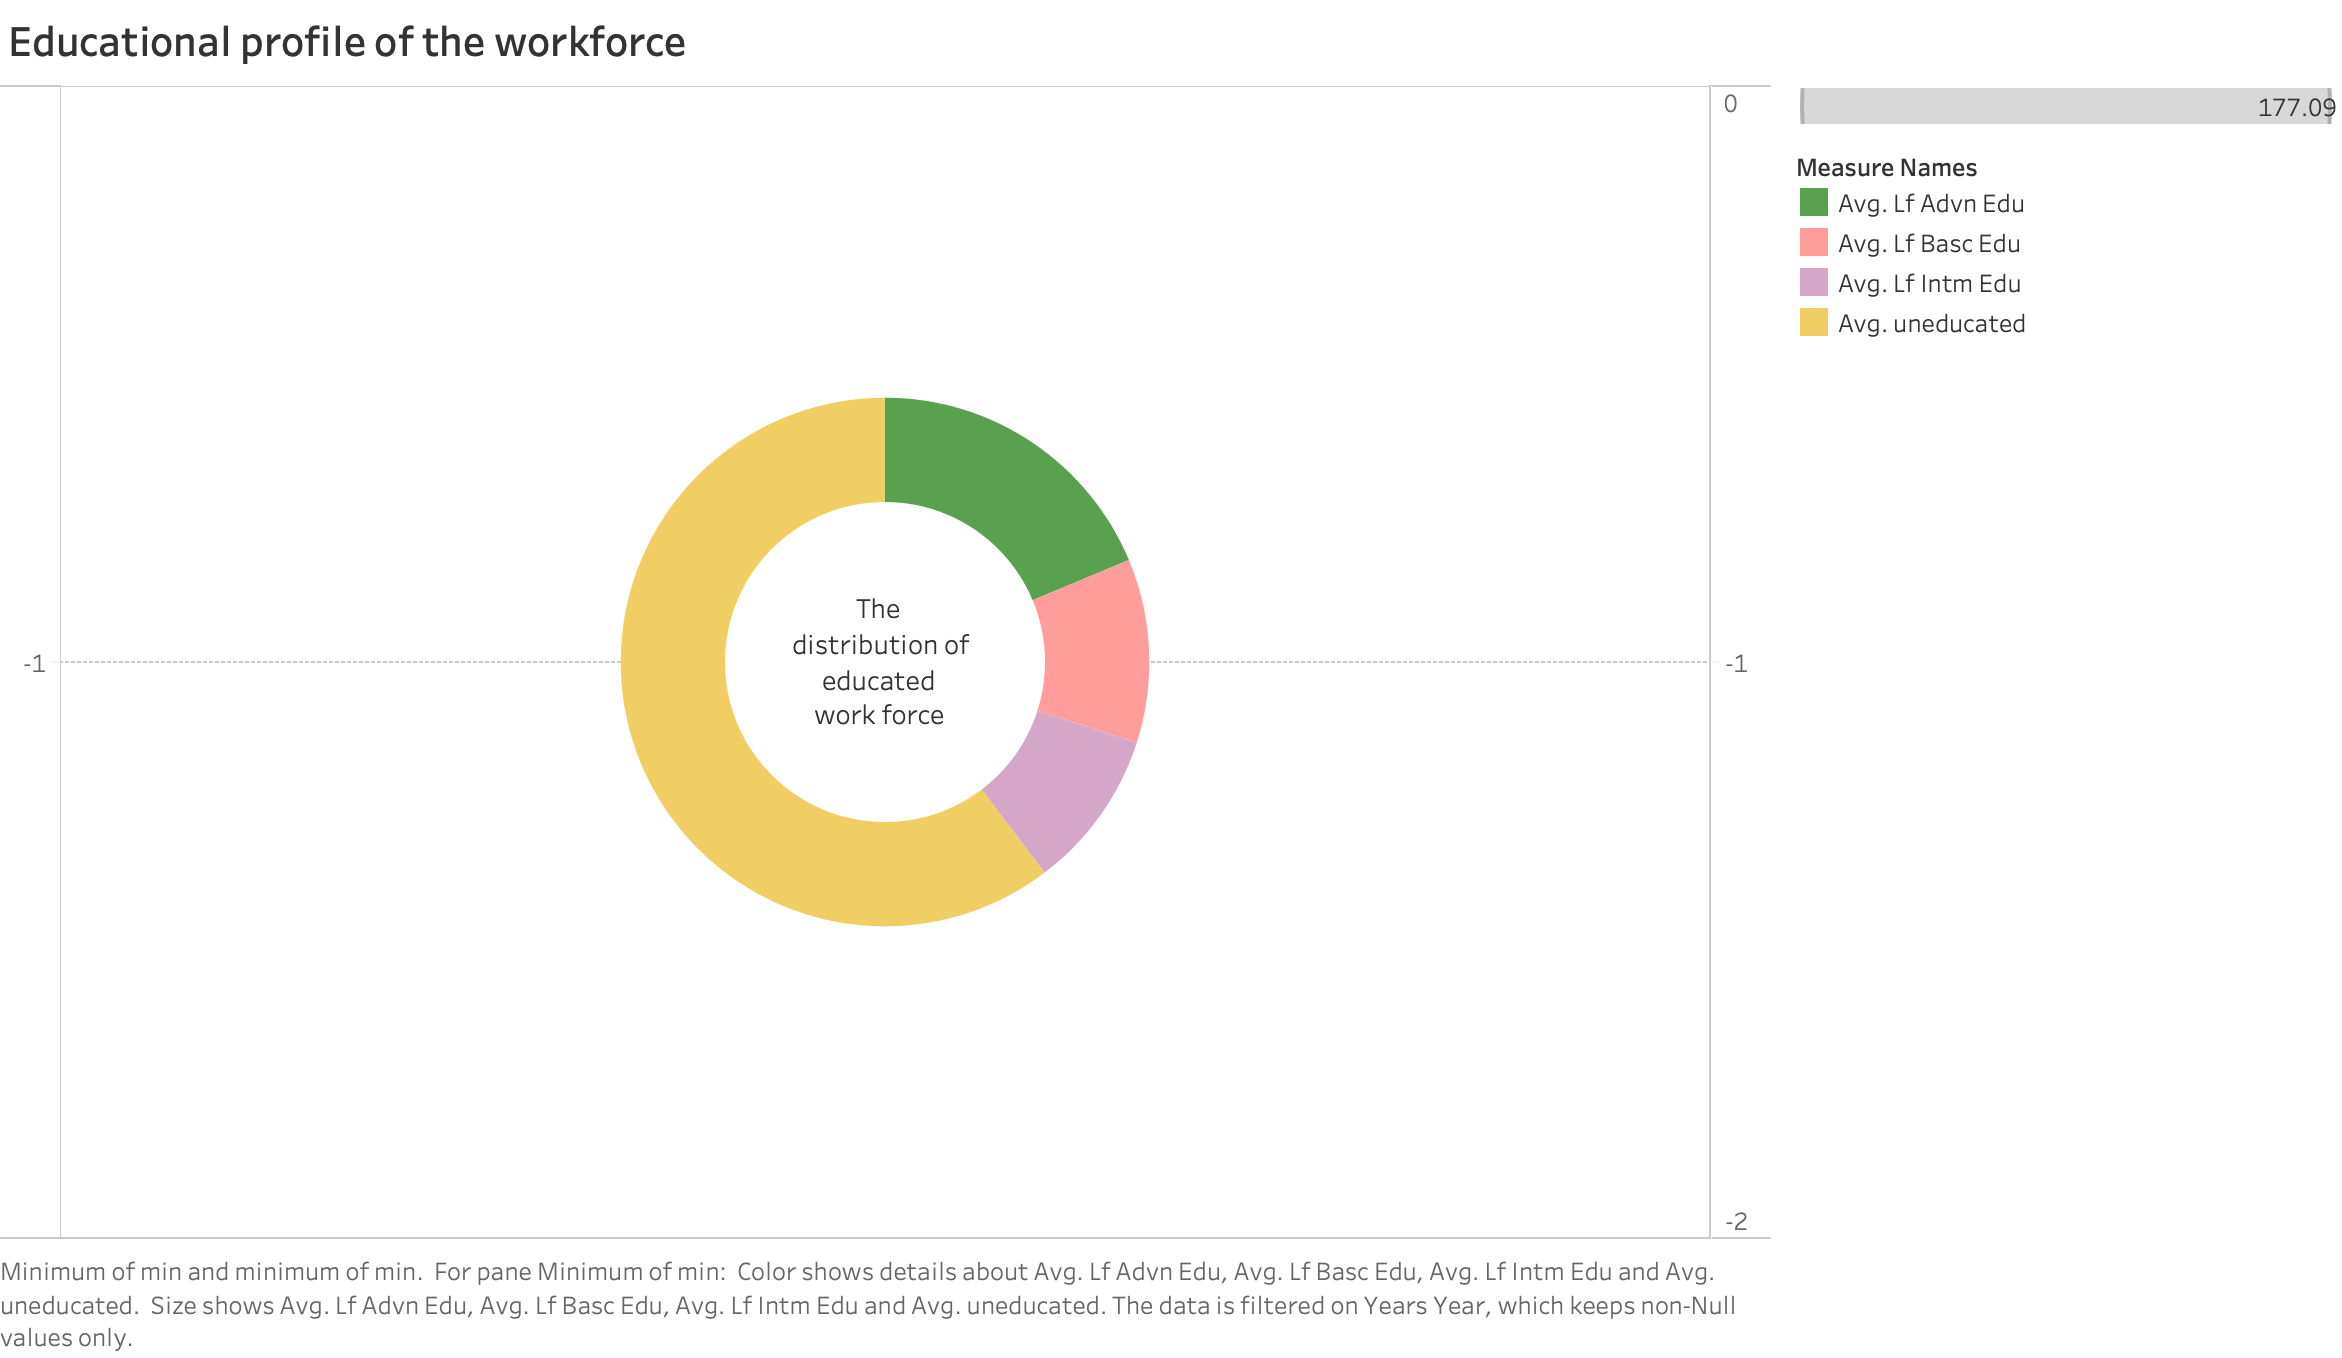 Educational profile of the workforce
0
177.09
Measure Names
Avg. Lf Advn Edu
Avg. Lf Basc Edu
Avg. Lf Intm Edu
Avg. uneducated
The
distribution of
educated
work force
-1
-1
-2
Minimum of min and minimum of min.  For pane Minimum of min:  Color shows details about Avg. Lf Advn Edu, Avg. Lf Basc Edu, Avg. Lf Intm Edu and Avg.
uneducated.  Size shows Avg. Lf Advn Edu, Avg. Lf Basc Edu, Avg. Lf Intm Edu and Avg. uneducated. The data is filtered on Years Year, which keeps non-Null
values only.